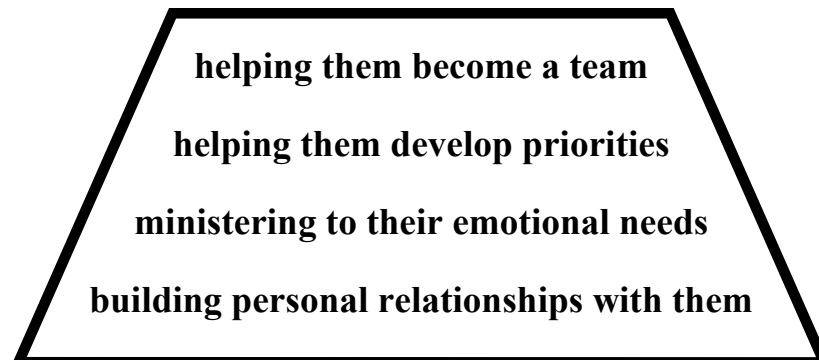 helping them become a team
helping them develop priorities
ministering to their emotional needs
building personal relationships with them